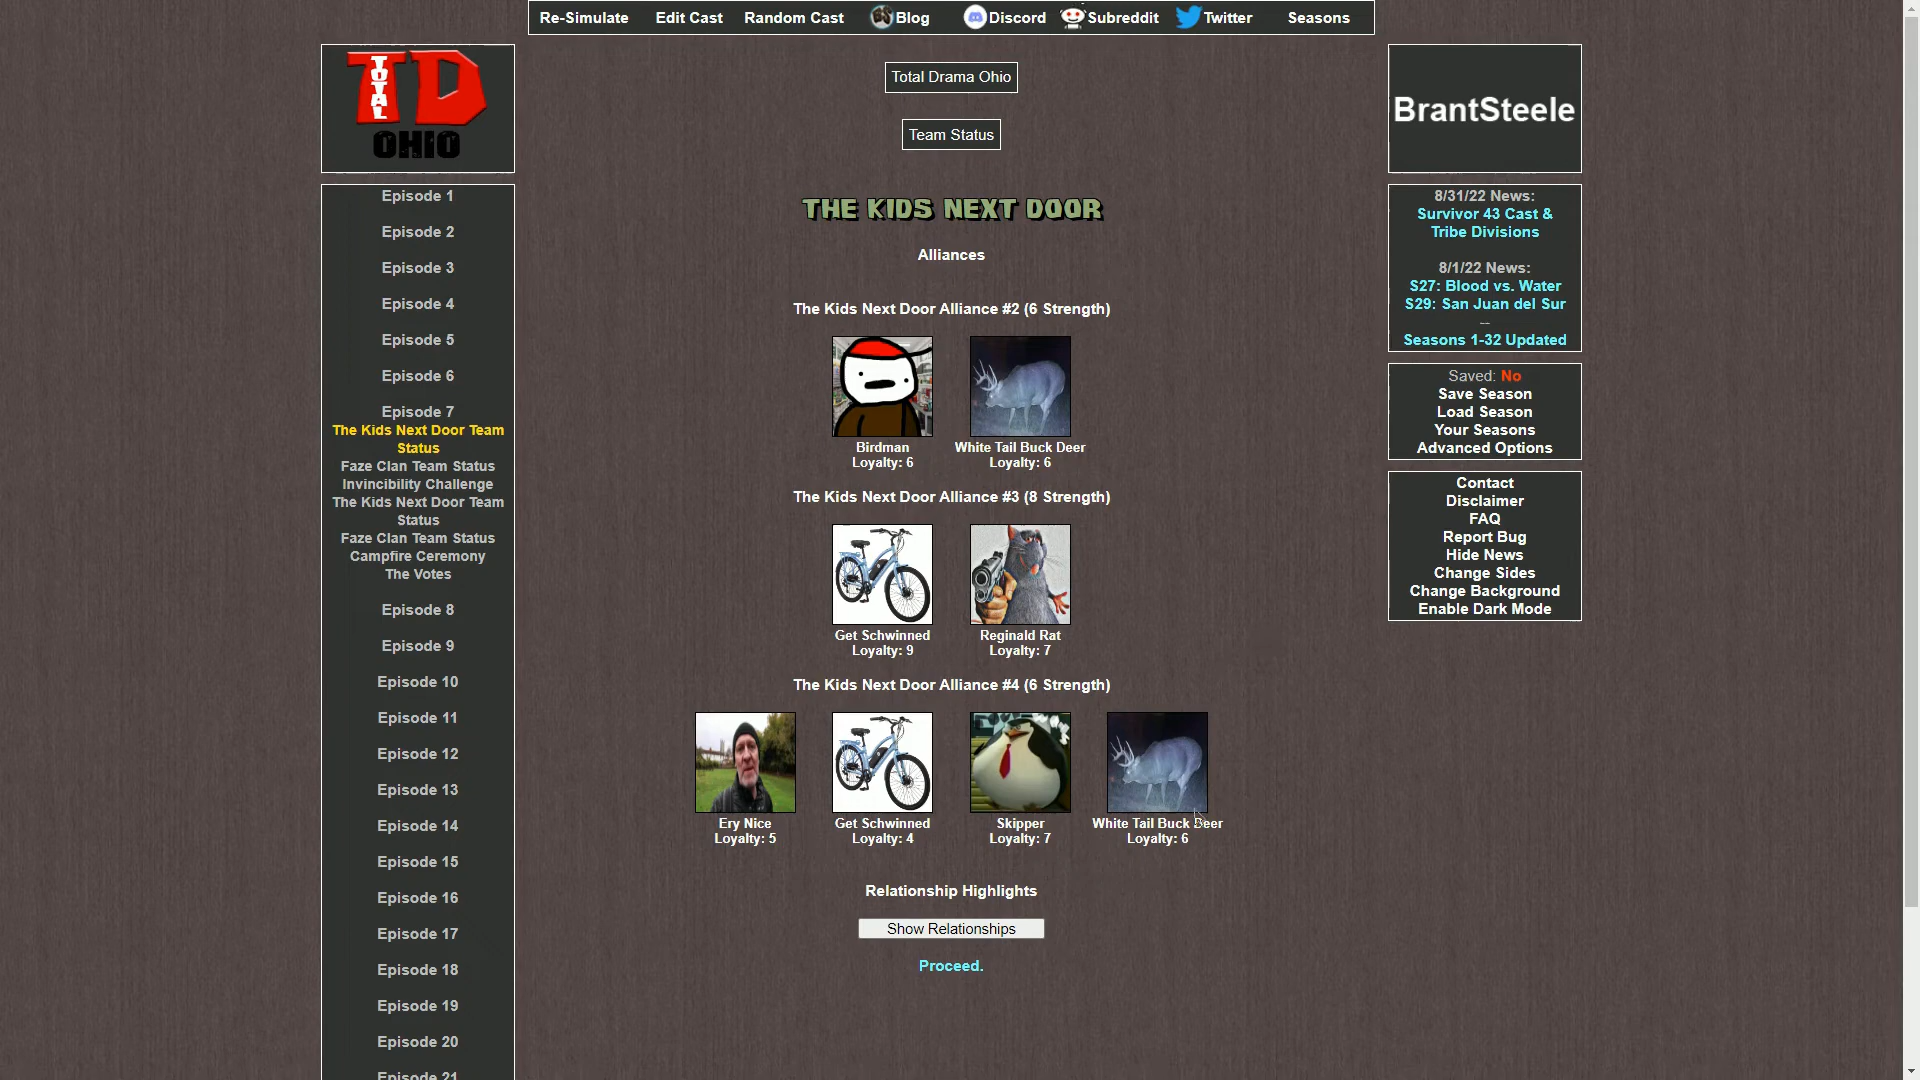 Re-Simulate Edit Cast Random Cast Blog Discord Subreddit Twitter Seasons
TOTAL
TD
OHIO
Episode 1
Episode 2
Episode 3
Episode 4
Episode 5
Episode 6
Episode 7
The Kids Next Door Team
Status
Faze Clan Team Status
Invincibility Challenge
The Kids Next Door Team
Status
Faze Clan Team Status
Campfire Ceremony
The Votes
Episode 8
Episode 9
Episode 10
Episode 11
Episode 12
Episode 13
Episode 14
Episode 15
Episode 16
Episode 17
Episode 18
Episode 19
Episode 20
Episode 21
Total Drama Ohio
Team Status
THE KIDS NEXT DOOR
Alliances
The Kids Next Door Alliance #2 (6 Strength)
Birdman White Tail Buck Deer
Loyalty: 6 Loyalty: 6
The Kids Next Door Alliance #3 (8 Strength)
Get Schwinned Reginald Rat
Loyalty: 9 Loyalty: 7
The Kids Next Door Alliance #4 (6 Strength)
Ery Nice Get Schwinned Skipper White Tail Buck Deer
Loyalty: 5 Loyalty: 4 Loyalty: 7 Loyalty: 6
Relationship Highlights
Show Relationships
Proceed.
BrantSteele
8/31/22 News:
Survivor 43 Cast &
Tribe Divisions
8/1/22 News:
S27: Blood vs. Water
S29: San Juan del Sur
--
Seasons 1-32 Updated
Saved: No
Save Season
Load Season
Your Seasons
Advanced Options
Contact
Disclaimer
FAQ
Report Bug
Hide News
Change Sides
Change Background
Enable Dark Mode